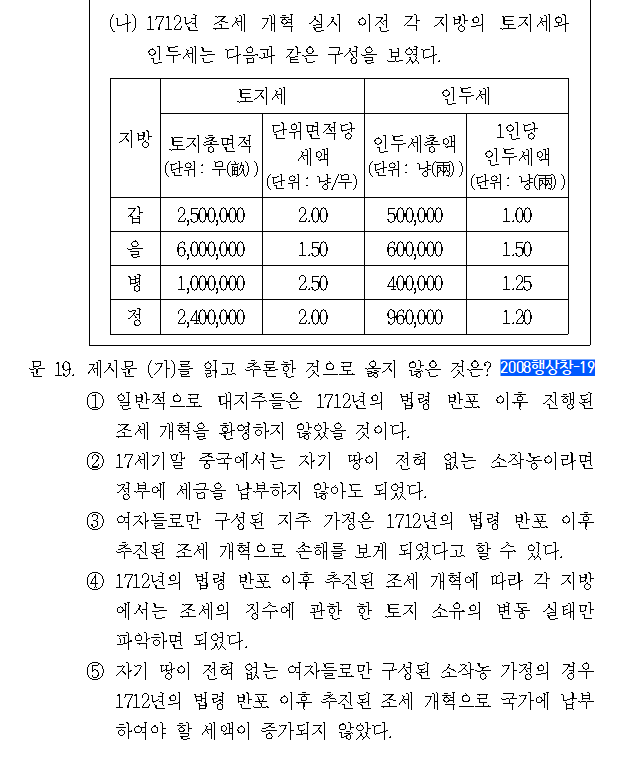 (나) 1712년 조세 개혁 실시 이전 각 지방의 토지세와
인두세는 다음과 같은 구성을 보였다.
지방 토지세 인두세
토지총면적 (단위: 무(畝)) 단위면적당 세액 (단위: 냥/무) 인두세총액 (단위: 냥(兩)) 1인당 인두세액 (단위: 냥(兩))
갑 2,500,000 2.00 500,000 1.00
을 6,000,000 1.50 600,000 1.50
병 1,000,000 2.50 400,000 1.25
정 2,400,000 2.00 960,000 1.20
문 19. 제시문 (가)를 읽고 추론한 것으로 옳지 않은 것은? 2008행상창-19
① 일반적으로 대지주들은 1712년의 법령 반포 이후 진행된
조세 개혁을 환영하지 않았을 것이다.
② 17세기말 중국에서는 자기 땅이 전혀 없는 소작농이라면
정부에 세금을 납부하지 않아도 되었다.
③ 여자들로만 구성된 지주 가정은 1712년의 법령 반포 이후
추진된 조세 개혁으로 손해를 보게 되었다고 할 수 있다.
④ 1712년의 법령 반포 이후 추진된 조세 개혁에 따라 각 지방
에서는 조세의 징수에 관한 한 토지 소유의 변동 실태만
파악하면 되었다.
⑤ 자기 땅이 전혀 없는 여자들로만 구성된 소작농 가정의 경우
1712년의 법령 반포 이후 추진된 조세 개혁으로 국가에 납부
하여야 할 세액이 증가되지 않았다.